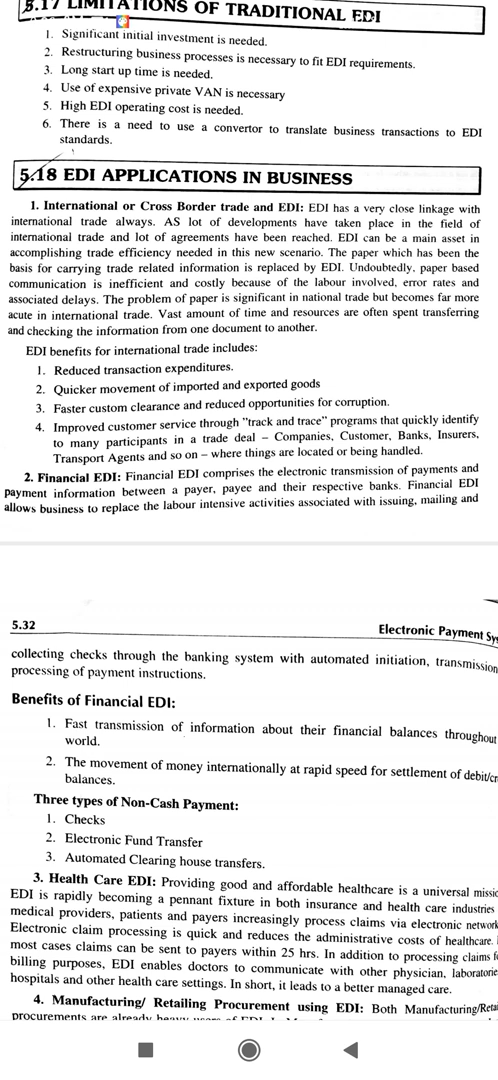 5.17 LIMITATIONS OF TRADITIONAL EDI
1. Significant initial investment is needed.
2. Restructuring business processes is necessary to fit EDI requirements.
3. Long start up time is needed.
4. Use of expensive private VAN is necessary
5. High EDI operating cost is needed.
6. There is a need to use a convertor to translate business transactions to EDI
standards.
5.18 EDI APPLICATIONS IN BUSINESS
1. International or Cross Border trade and EDI: EDI has a very close linkage with
international trade always. AS lot of developments have taken place in the field of
international trade and lot of agreements have been reached. EDI can be a main asset in
accomplishing trade efficiency needed in this new scenario. The paper which has been the
basis for carrying trade related information is replaced by EDI. Undoubtedly, paper based
communication is inefficient and costly because of the labour involved, error rates and
associated delays. The problem of paper is significant in national trade but becomes far more
acute in international trade. Vast amount of time and resources are often spent transferring
and checking the information from one document to another.
EDI benefits for international trade includes:
1. Reduced transaction expenditures.
2. Quicker movement of imported and exported goods
3. Faster custom clearance and reduced opportunities for corruption.
4. Improved customer service through "track and trace" programs that quickly identify
to many participants in a trade deal – Companies, Customer, Banks, Insurers,
Transport Agents and so on – where things are located or being handled.
2. Financial EDI: Financial EDI comprises the electronic transmission of payments and
payment information between a payer, payee and their respective banks. Financial EDI
allows business to replace the labour intensive activities associated with issuing, mailing and
5.32
Electronic Payment Sys
collecting checks through the banking system with automated initiation, transmission
processing of payment instructions.
Benefits of Financial EDI:
1. Fast transmission of information about their financial balances throughout
world.
2. The movement of money internationally at rapid speed for settlement of debit/cr
balances.
Three types of Non-Cash Payment:
1. Checks
2. Electronic Fund Transfer
3. Automated Clearing house transfers.
3. Health Care EDI: Providing good and affordable healthcare is a universal missio
EDI is rapidly becoming a pennant fixture in both insurance and health care industries
medical providers, patients and payers increasingly process claims via electronic network
Electronic claim processing is quick and reduces the administrative costs of healthcare.
most cases claims can be sent to payers within 25 hrs. In addition to processing claims fo
billing purposes, EDI enables doctors to communicate with other physician, laboratorie
hospitals and other health care settings. In short, it leads to a better managed care.
4. Manufacturing/ Retailing Procurement using EDI: Both Manufacturing/Retai
procurements are already heavy users of EDI.